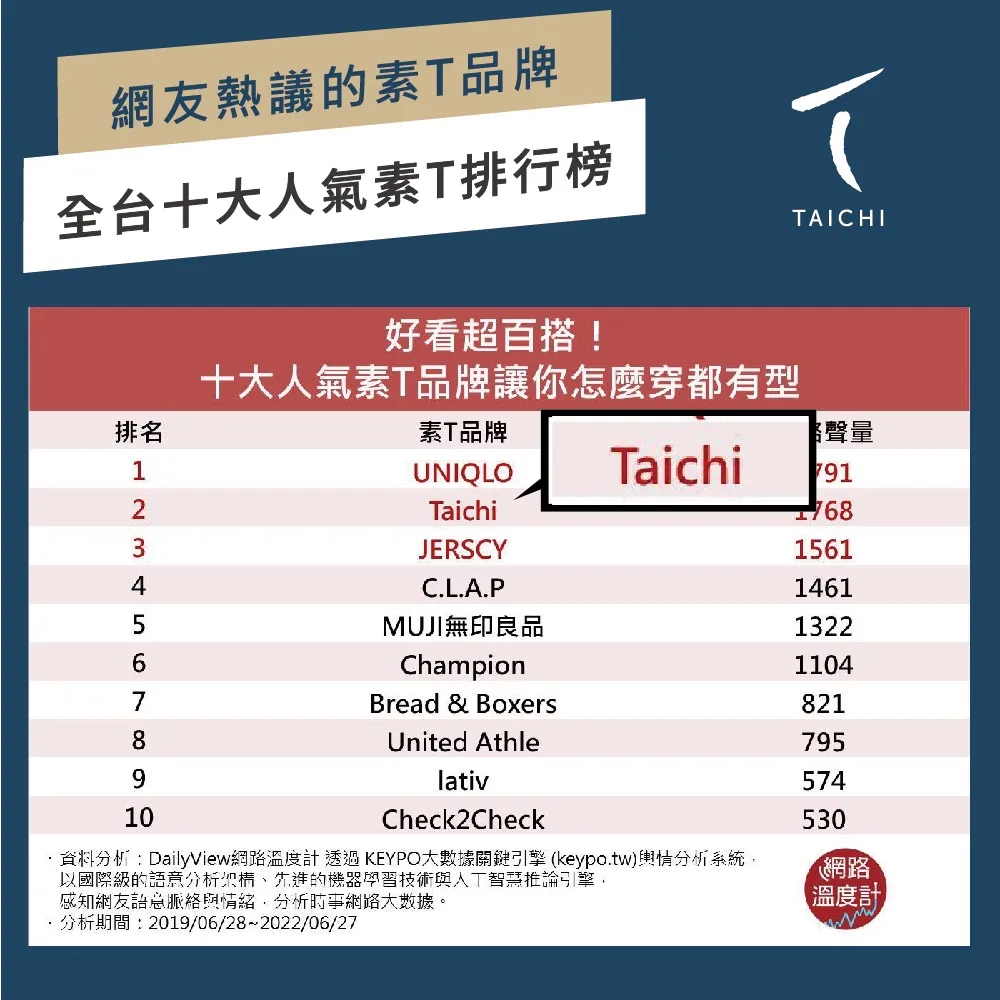 網友熱議的素T品牌
全台十大人氣素T排行榜
TAICHI
好看超百搭！
十大人氣素T品牌讓你怎麼穿都有型
排名 素T品牌 聲量
Taichi
1 UNIQLO 791
2 Taichi 1768
3 JERSCY 1561
4 C.L.A.P 1461
5 MUJI無印良品 1322
6 Champion 1104
7 Bread & Boxers 821
8 United Athle 795
9 lativ 574
10 Check2Check 530
．資料分析：DailyView網路溫度計 透過 KEYPO大數據關鍵引擎 (keypo.tw)輿情分析系統，
以國際級的語意分析架構、先進的機器學習技術與人工智慧推論引擎，
感知網友語意脈絡與情緒，分析時事網路大數據。
．分析期間：2019/06/28~2022/06/27
網路
溫度計